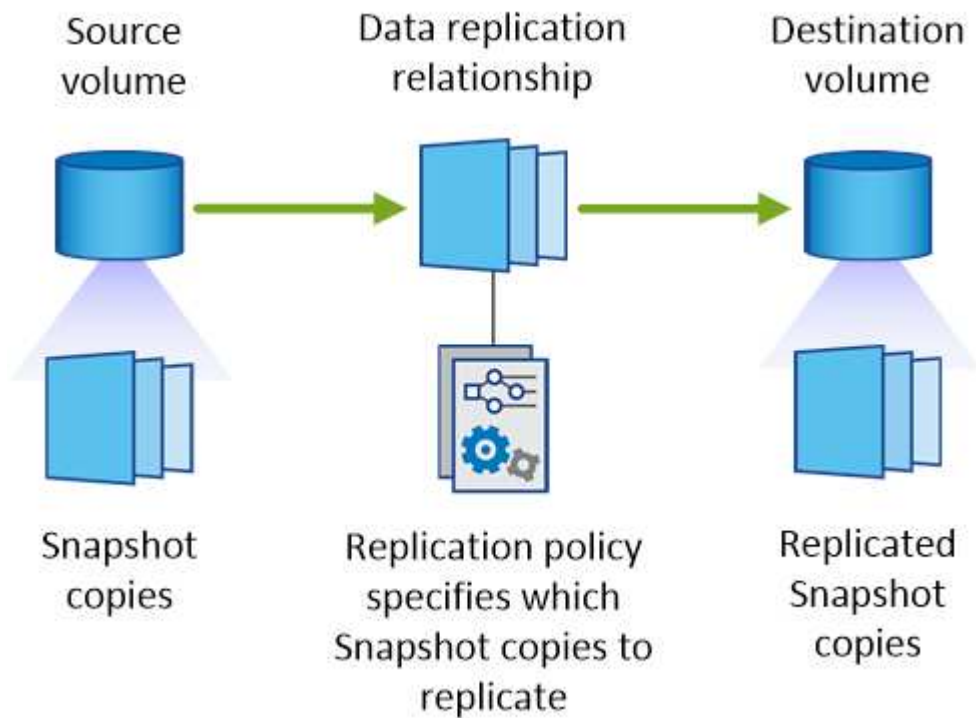 Source
volume
Data replication
relationship
Destination
volume
Snapshot
copies
Replication policy
specifies which
Snapshot copies to
replicate
Replicated
Snapshot
copies